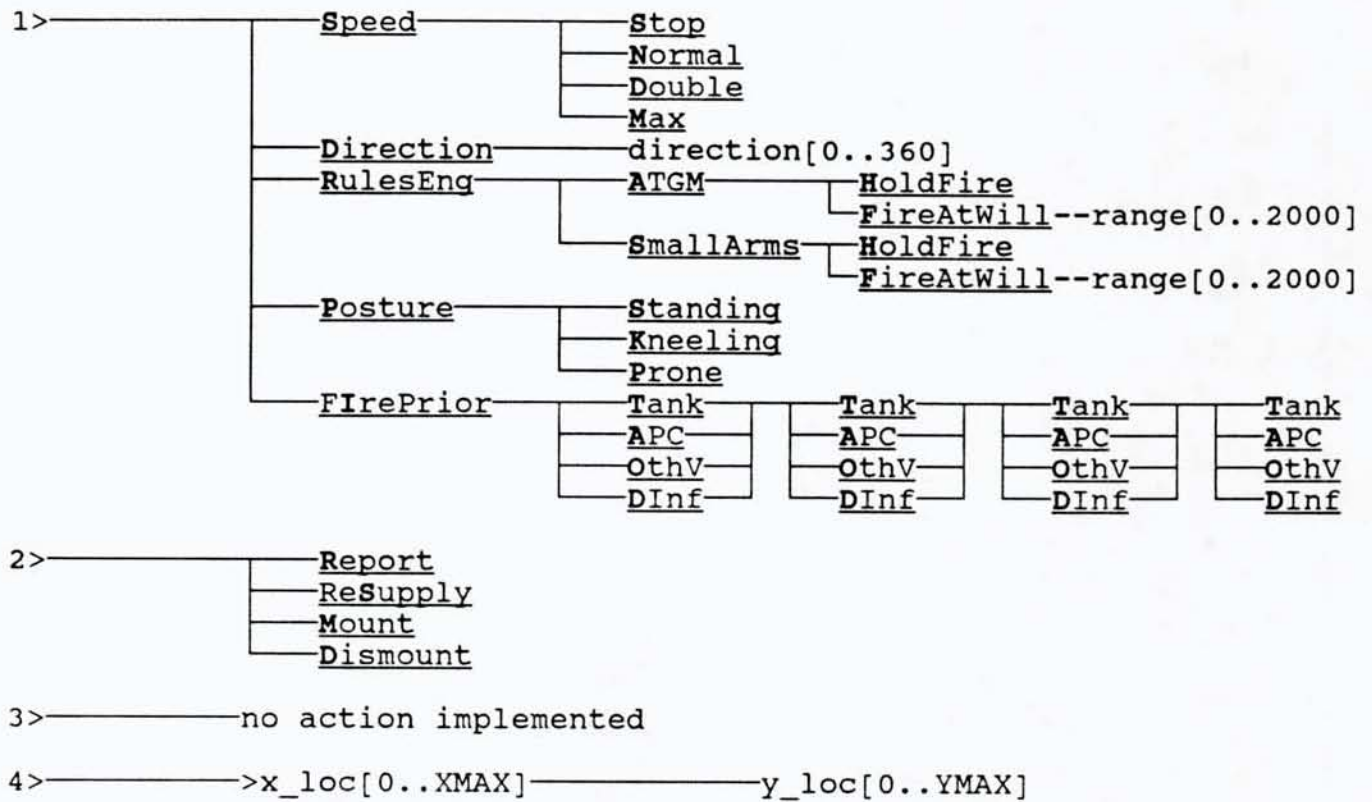 1> Speed Stop
Normal
Double
Max
Direction direction[0..360]
RulesEng ATGM HoldFire
FireAtWill--range[0..2000]
SmallArms HoldFire
FireAtWill--range[0..2000]
Posture Standing
Kneeling
Prone
FIrePrior Tank Tank Tank Tank
APC APC APC APC
OthV OthV OthV OthV
DInf DInf DInf DInf
2> Report
ReSupply
Mount
Dismount
3> no action implemented
4> >x_loc[0..XMAX] y_loc[0..YMAX]